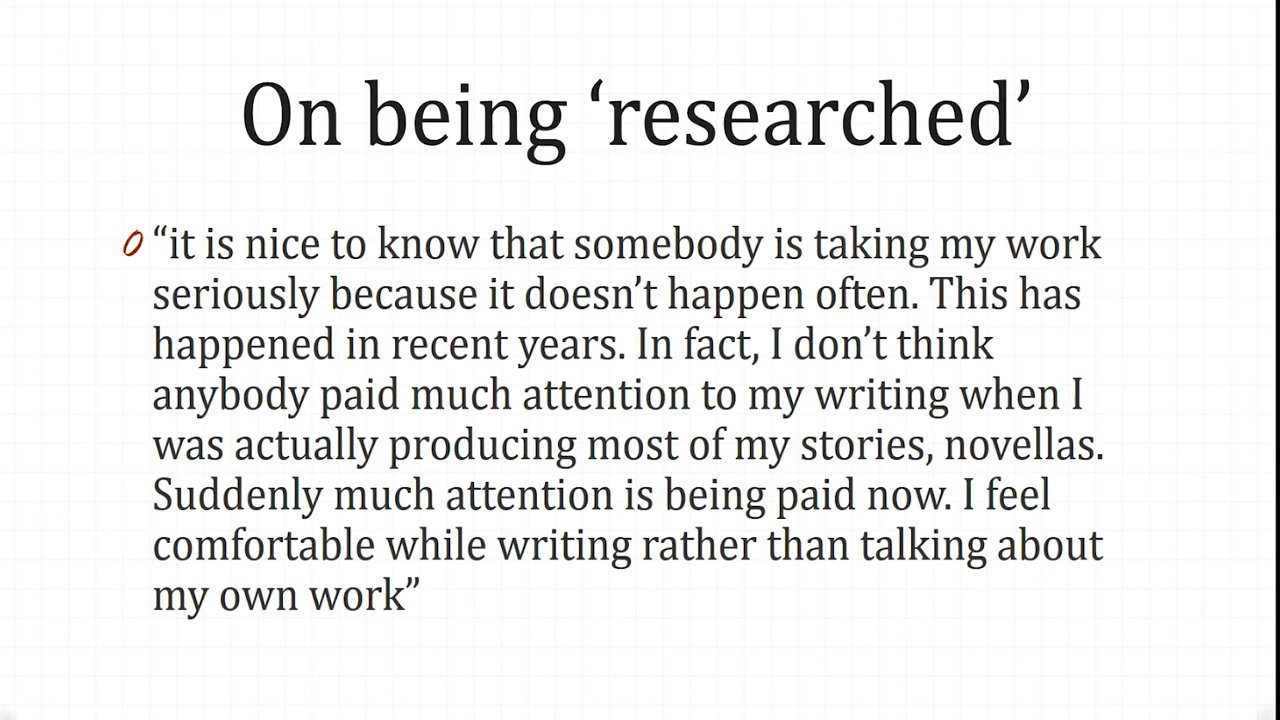 On being ‘researched’
“it is nice to know that somebody is taking my work
seriously because it doesn’t happen often. This has
happened in recent years. In fact, I don’t think
anybody paid much attention to my writing when I
was actually producing most of my stories, novellas.
Suddenly much attention is being paid now. I feel
comfortable while writing rather than talking about
my own work”